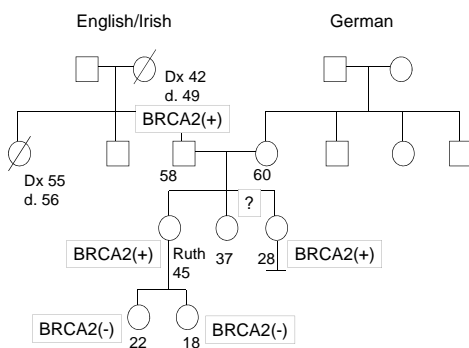 English/Irish
German
Dx 42
d. 49
BRCA2(+)
Dx 55
d. 56
58
60
?
BRCA2(+)
Ruth
45
37
28
BRCA2(+)
BRCA2(-)
22
18
BRCA2(-)